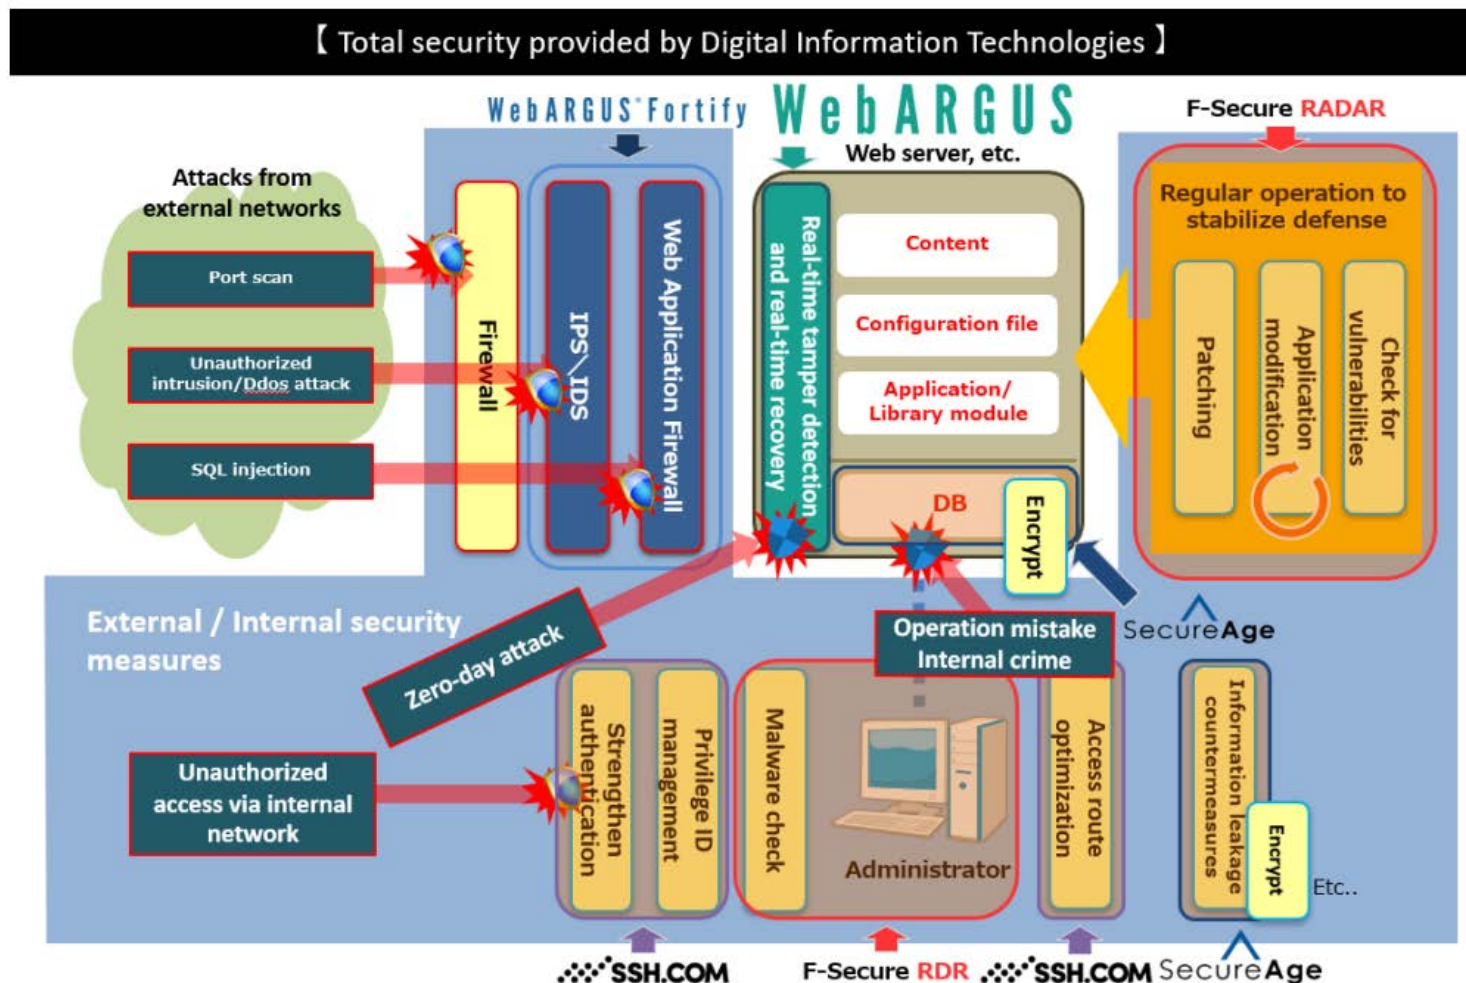 【 Total security provided by Digital Information Technologies 】
WebARGUS®Fortify
WebARGUS
F-Secure RADAR
Web server, etc.
Attacks from
external networks
Port scan
Unauthorized
intrusion/Ddos attack
SQL injection
Firewall
IPS\IDS
Web Application Firewall
Real-time tamper detection
and real-time recovery
Content
Configuration file
Application/
Library module
DB
Encrypt
Regular operation to
stabilize defense
Patching
Application
modification
Check for
vulnerabilities
External / Internal security
measures
Zero-day attack
Operation mistake
Internal crime
SecureAge
Unauthorized
access via internal
network
Strengthen
authentication
Privilege ID
management
Malware check
Administrator
Access route
optimization
Information leakage
countermeasures
Encrypt
Etc..
SSH.COM
F-Secure RDR
SSH.COM
SecureAge